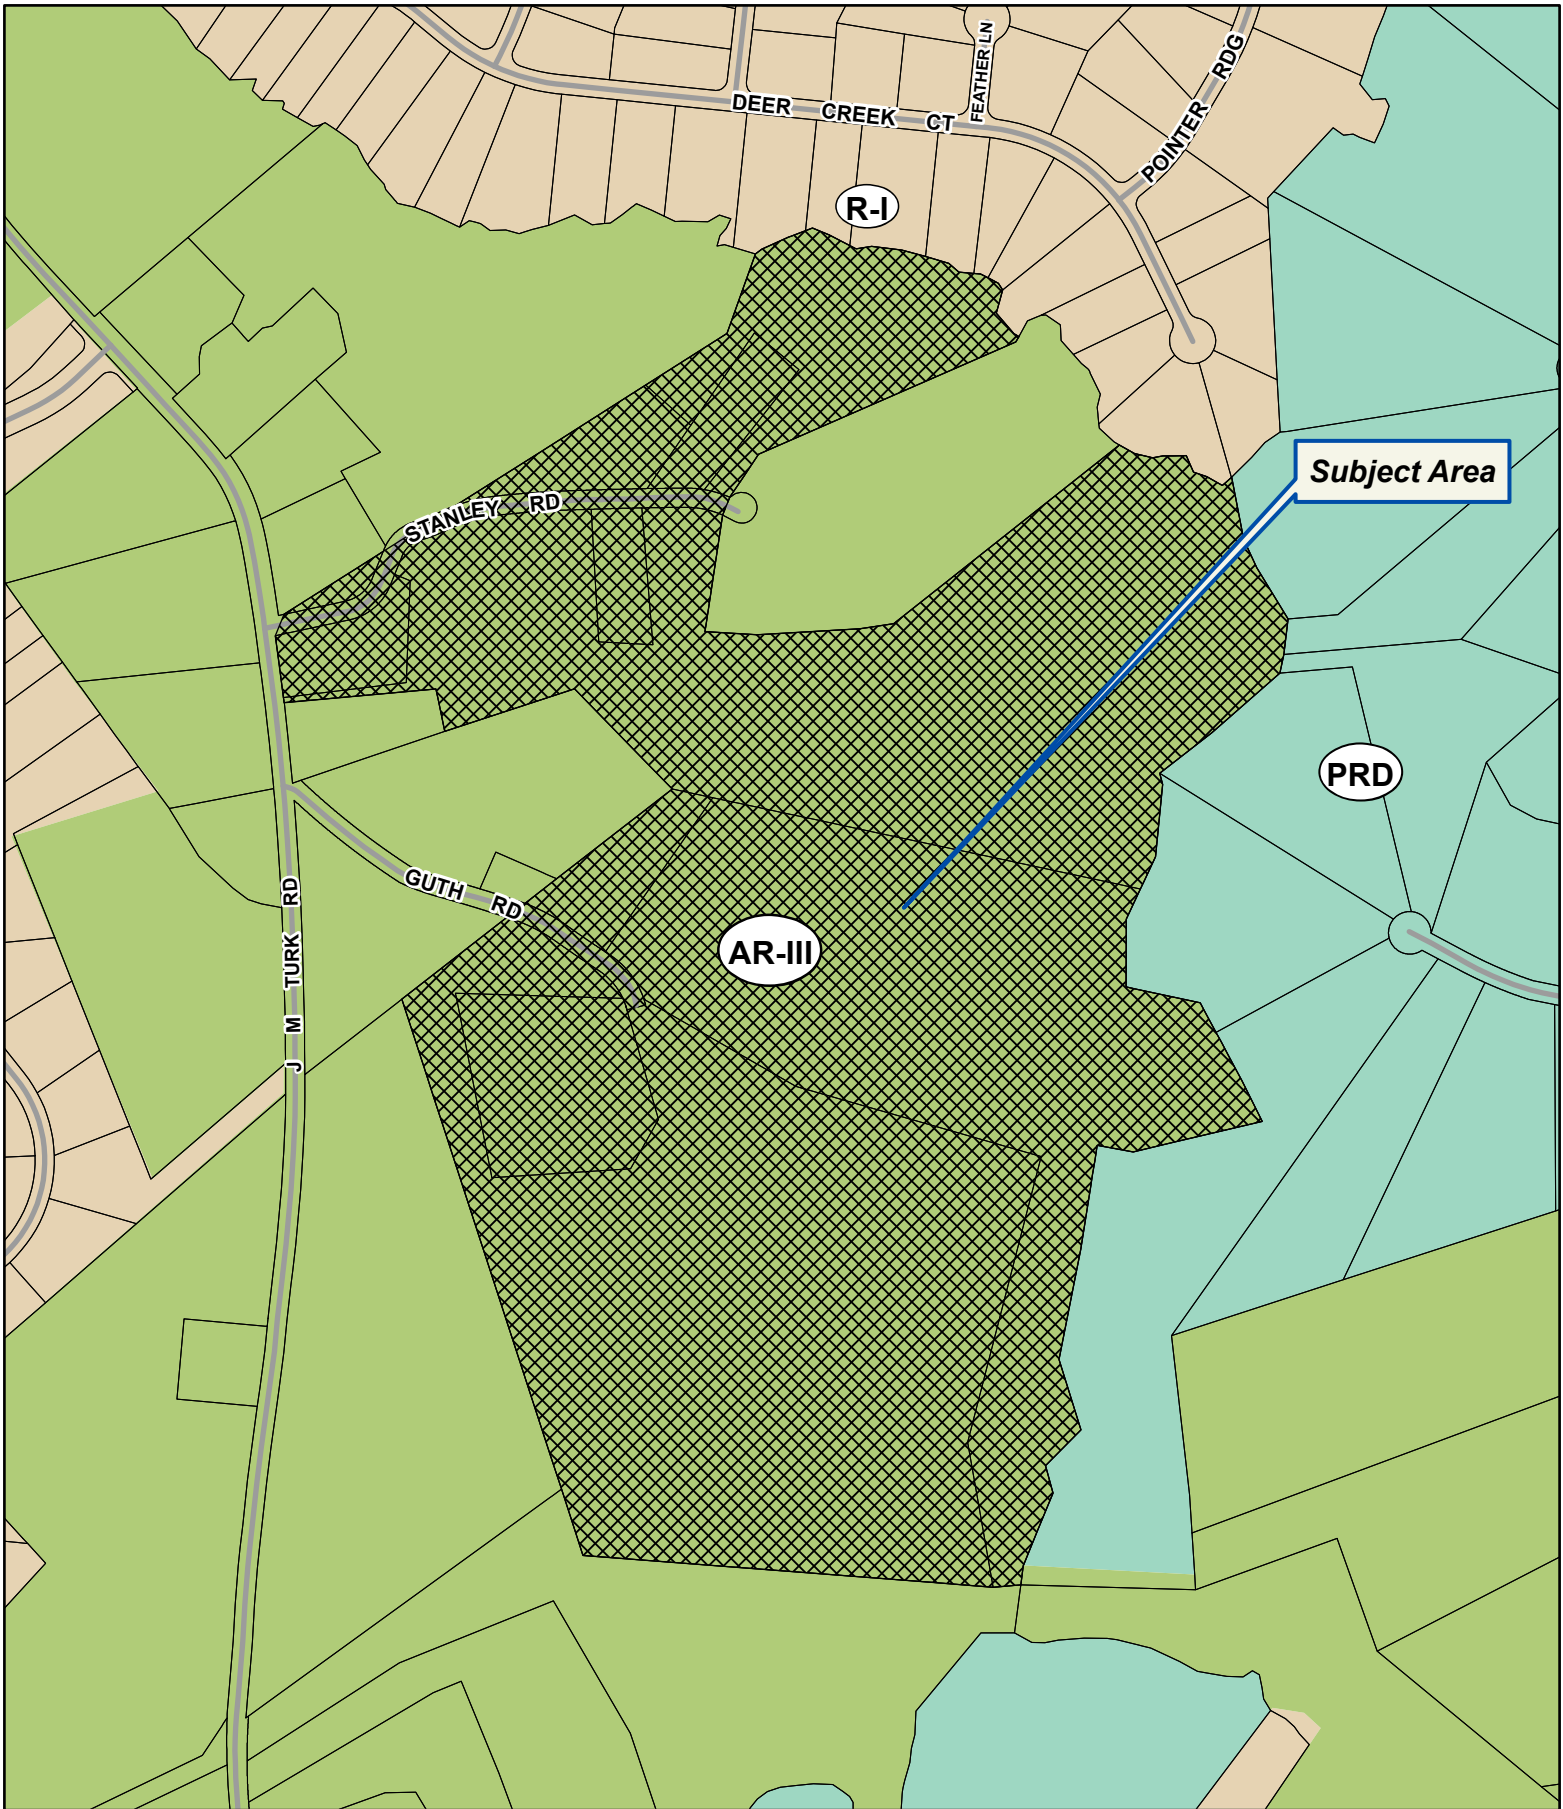 FEATHER LN
POINTER RDG
DEER CREEK CT
R-I
Subject Area
STANLEY RD
PRD
GUTH RD
J M TURK RD
AR-III